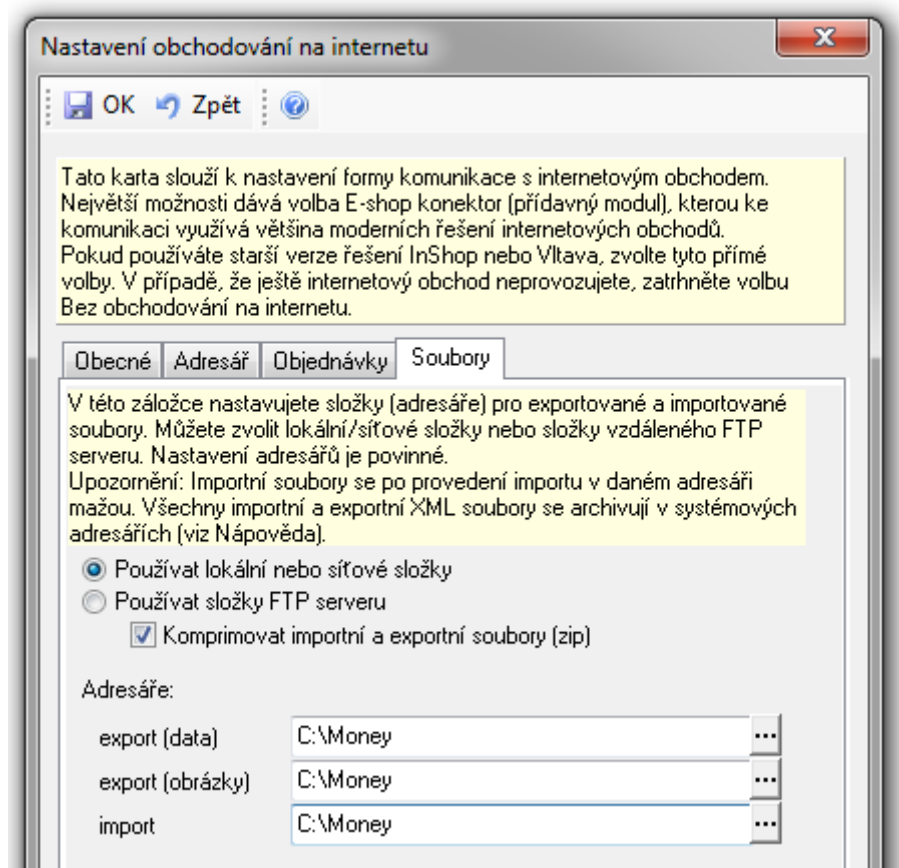 Nastavení obchodování na internetu
OK Zpět
Tato karta slouží k nastavení formy komunikace s internetovým obchodem.
Největší možnosti dává volba E-shop konektor (přídavný modul), kterou ke
komunikaci využívá většina moderních řešení internetových obchodů.
Pokud používáte starší verze řešení InShop nebo Vltava, zvolte tyto přímé
volby. V případě, že ještě internetový obchod neprovozujete, zatrhněte volbu
Bez obchodování na internetu.
Obecné Adresář Objednávky Soubory
V této záložce nastavujete složky (adresáře) pro exportované a importované
soubory. Můžete zvolit lokální/síťové složky nebo složky vzdáleného FTP
serveru. Nastavení adresářů je povinné.
Upozornění: Importní soubory se po provedení importu v daném adresáři
mažou. Všechny importní a exportní XML soubory se archivují v systémových
adresářích (viz Nápověda).
Používat lokální nebo síťové složky
Používat složky FTP serveru
Komprimovat importní a exportní soubory (zip)
Adresáře:
export (data) C:\Money ...
export (obrázky) C:\Money ...
import C:\Money ...